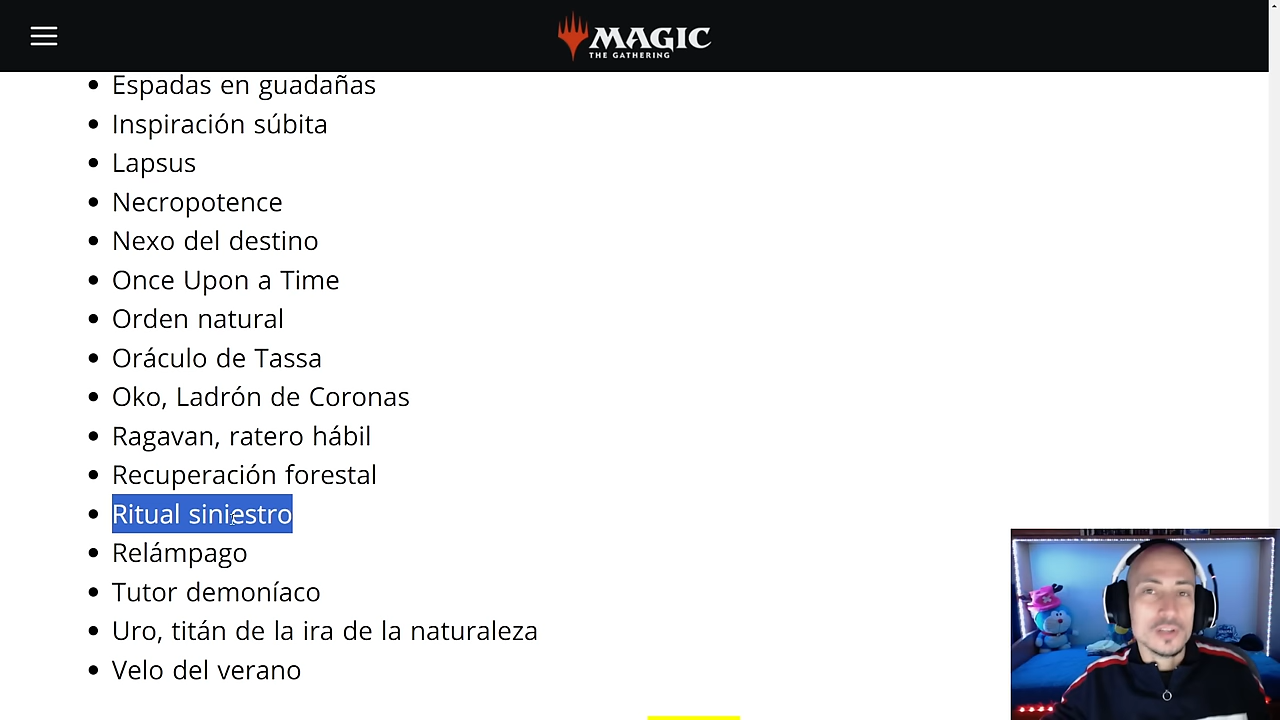 MAGIC
THE GATHERING
Espadas en guadañas
Inspiración súbita
Lapsus
Necropotence
Nexo del destino
Once Upon a Time
Orden natural
Oráculo de Tassa
Oko, Ladrón de Coronas
Ragavan, ratero hábil
Recuperación forestal
Ritual siniestro
Relámpago
Tutor demoníaco
Uro, titán de la ira de la naturaleza
Velo del verano